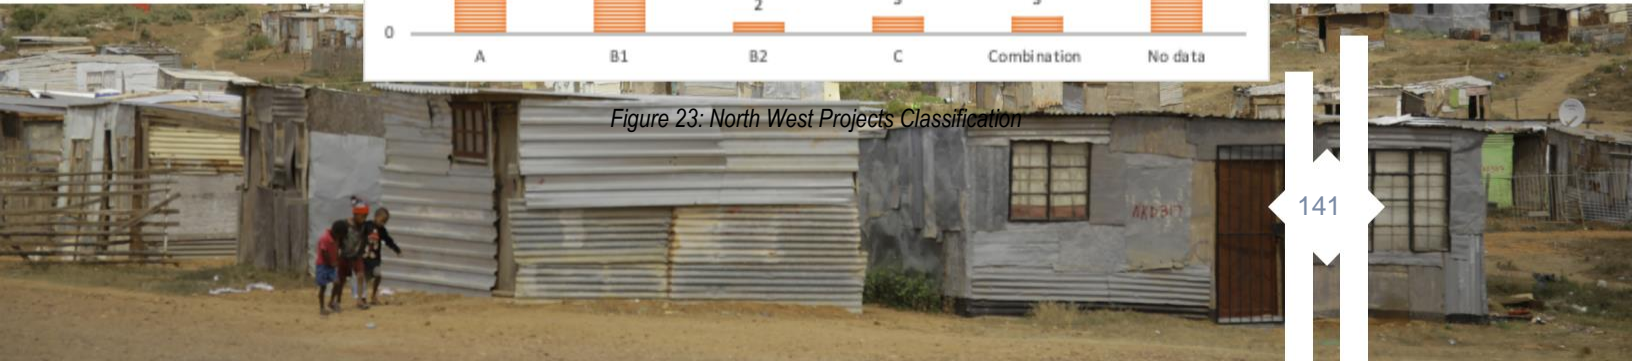 2
0
A B1 B2 C Combination No data
Figure 23: North West Projects Classification
141